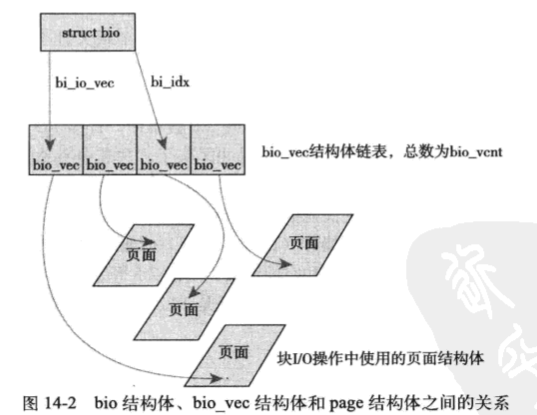 struct bio
bi_io_vec
bi_idx
bio_vec bio_vec bio_vec bio_vec
bio_vec结构体链表，总数为bio_vcnt
页面
页面
页面
页面
块I/O操作中使用的页面结构体
图 14-2 bio 结构体、bio_vec 结构体和 page 结构体之间的关系